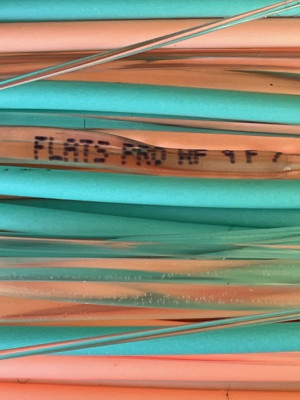 FLATS PRO WF 9 F /